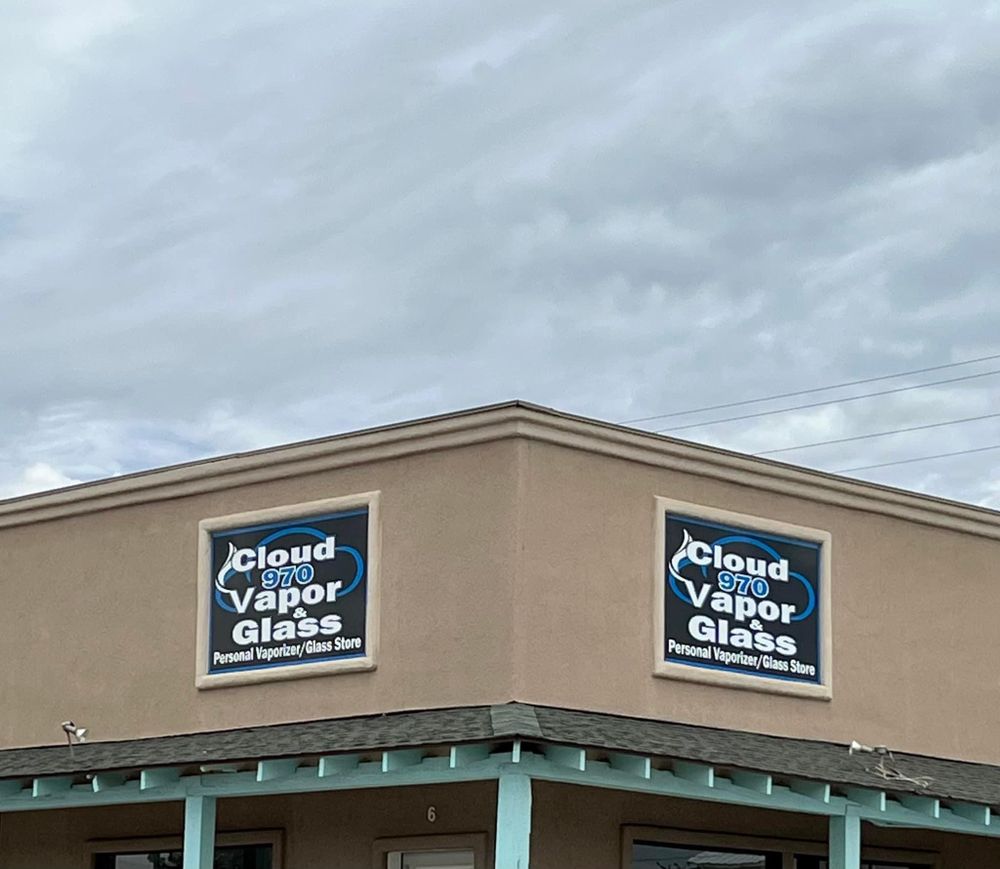 Cloud
970
Vapor
&
Glass
Personal Vaporizer/Glass Store
Cloud
970
Vapor
&
Glass
Personal Vaporizer/Glass Store
6